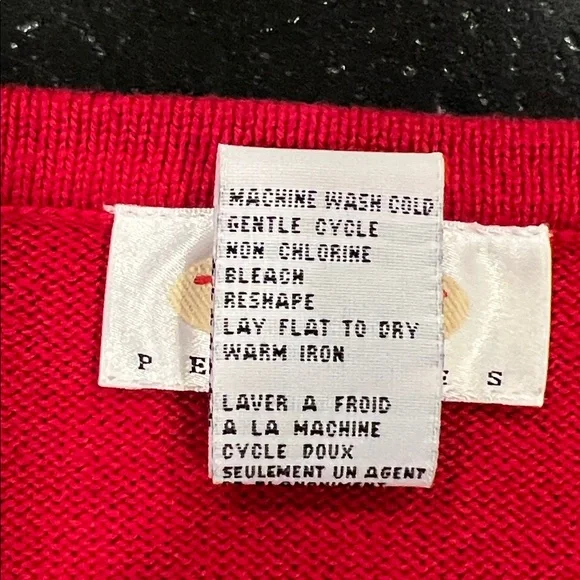 MACHINE WASH COLD
GENTLE CYCLE
NON CHLORINE
BLEACH
RESHAPE
LAY FLAT TO DRY
WARM IRON
P E E S
LAVER A FROID
A LA MACHINE
CYCLE DOUX
SEULEMENT UN AGENT